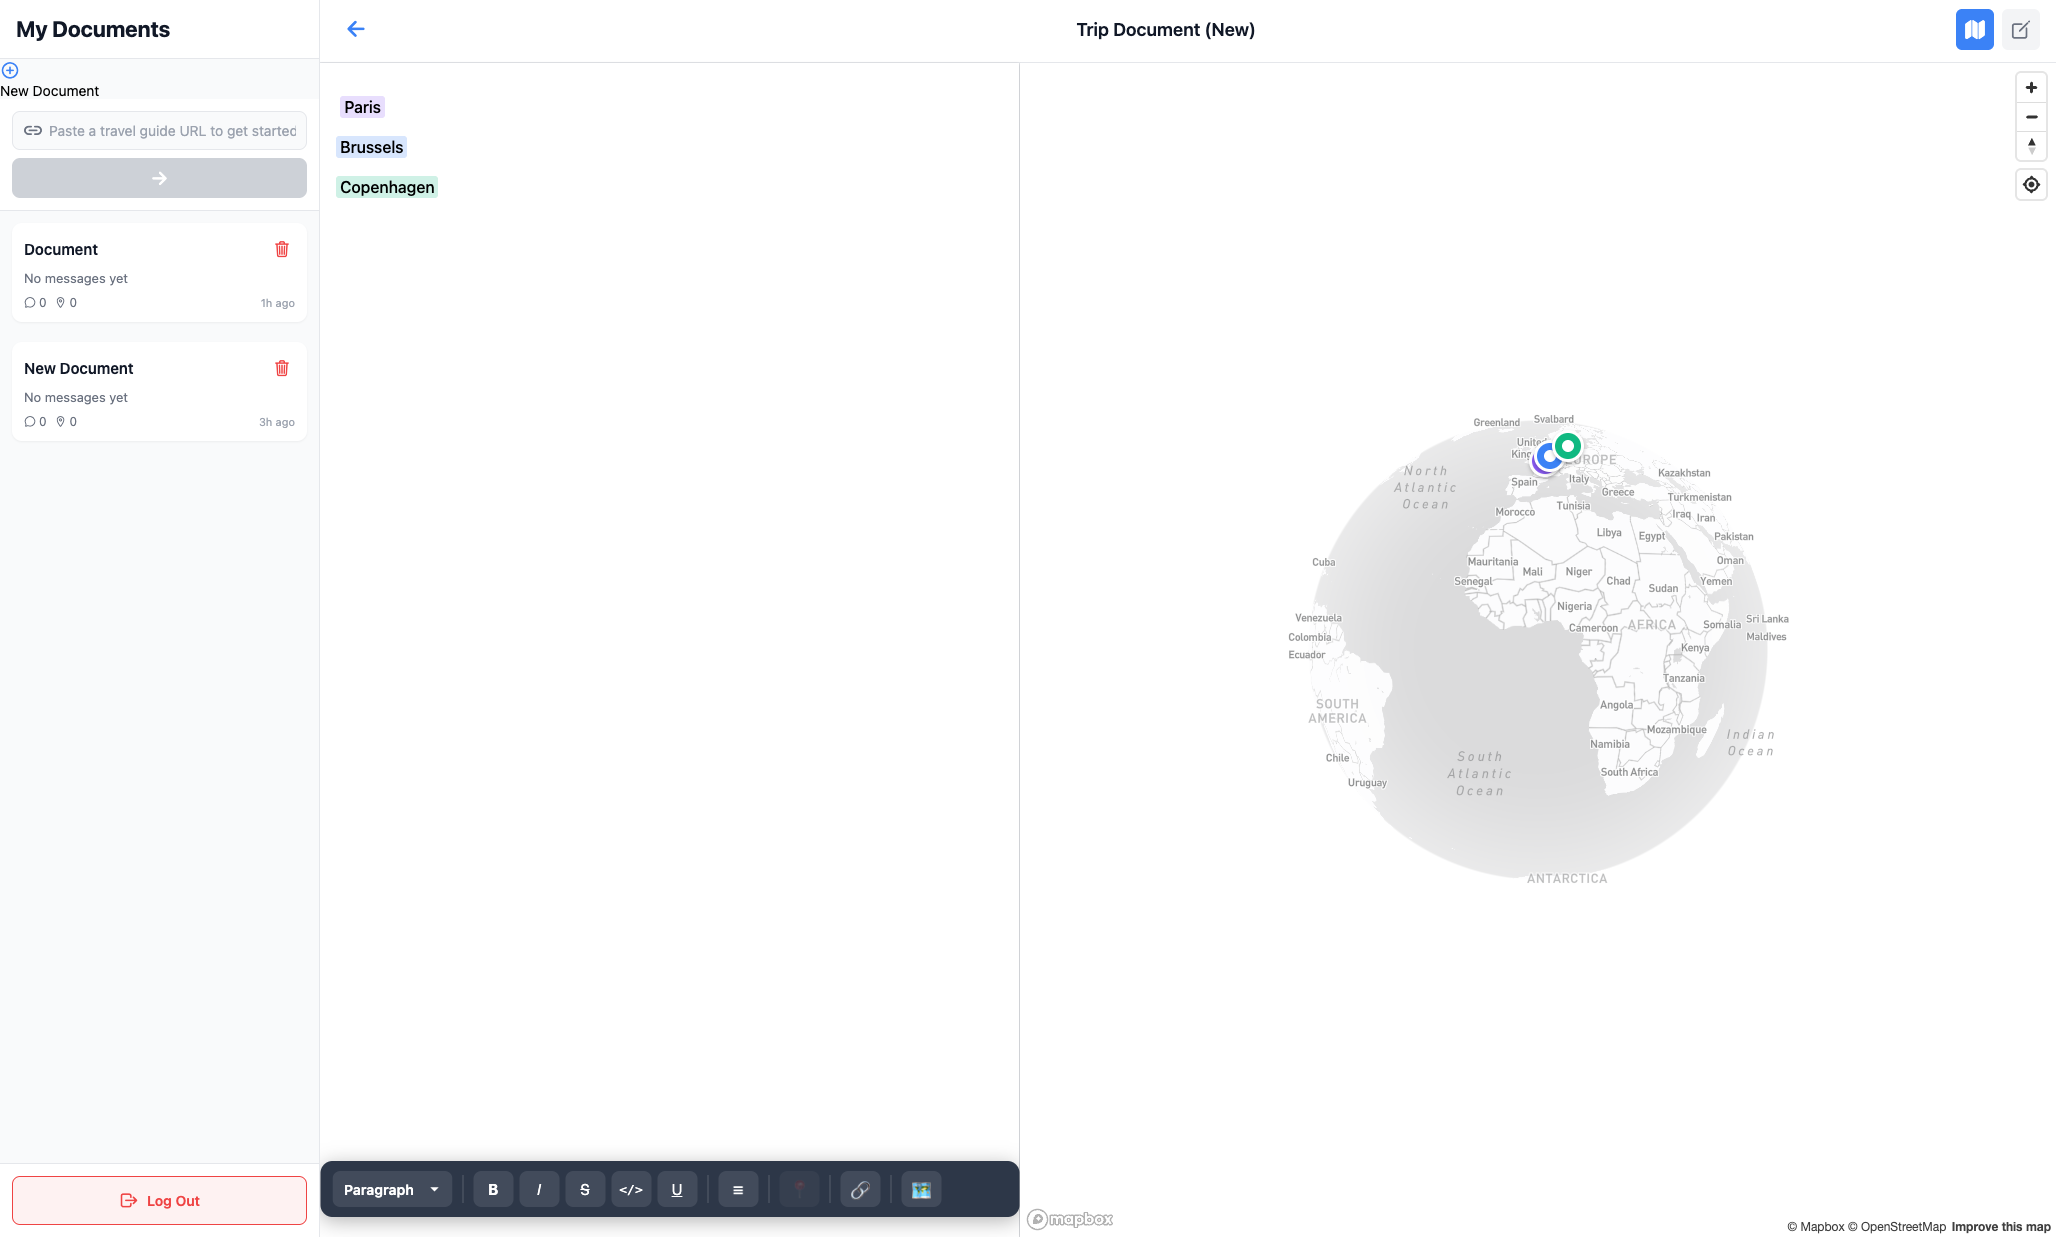 My Documents
New Document
Paste a travel guide URL to get started
Document
No messages yet
0 0 1h ago
New Document
No messages yet
0 0 3h ago
Log Out
Trip Document (New)
Paris
Brussels
Copenhagen
Paragraph B I S </> U
Greenland
Svalbard
United
King
EUROPE
Kazakhstan
North
Atlantic
Ocean
Spain
Italy
Greece
Turkmenistan
Morocco
Tunisia
Iraq
Iran
Libya
Egypt
Pakistan
Cuba
Mauritania
Mali
Niger
Chad
Oman
Senegal
Sudan
Yemen
Nigeria
Venezuela
Cameroon
AFRICA
Somalia
Sri Lanka
Colombia
Maldives
Ecuador
Kenya
Tanzania
SOUTH
AMERICA
Angola
Mozambique
Indian
Ocean
Namibia
Chile
South
Atlantic
Ocean
South Africa
Uruguay
ANTARCTICA
mapbox
© Mapbox © OpenStreetMap Improve this map